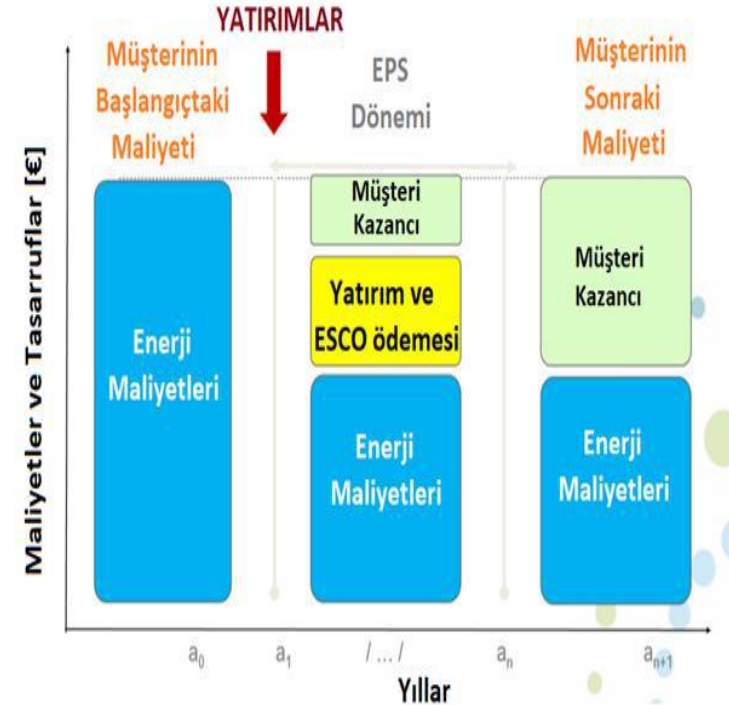 YATIRIMLAR
Müşterinin
Başlangıçtaki
Maliyeti
EPS
Dönemi
Müşterinin
Sonraki
Maliyeti
Maliyetler ve Tasarruflar [€]
Enerji
Maliyetleri
Müşteri
Kazancı
Yatırım ve
ESCO ödemesi
Enerji
Maliyetleri
Müşteri
Kazancı
Enerji
Maliyetleri
a₀ a₁ /.../ aₙ aₙ₊₁
Yıllar